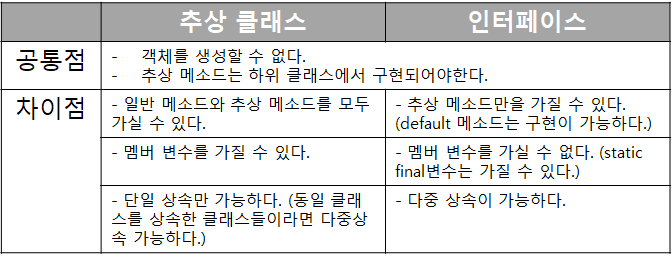 추상 클래스 인터페이스
공통점
- 객체를 생성할 수 없다.
- 추상 메소드는 하위 클래스에서 구현되어야한다.
차이점
- 일반 메소드와 추상 메소드를 모두
가실 수 있다.
- 추상 메소드만을 가질 수 있다.
(default 메소드는 구현이 가능하다.)
- 멤버 변수를 가질 수 있다.
- 멤버 변수를 가실 수 없다. (static
final변수는 가질 수 있다.)
- 단일 상속만 가능하다. (동일 클래
스를 상속한 클래스들이라면 다중상
속 가능하다.)
- 다중 상속이 가능하다.